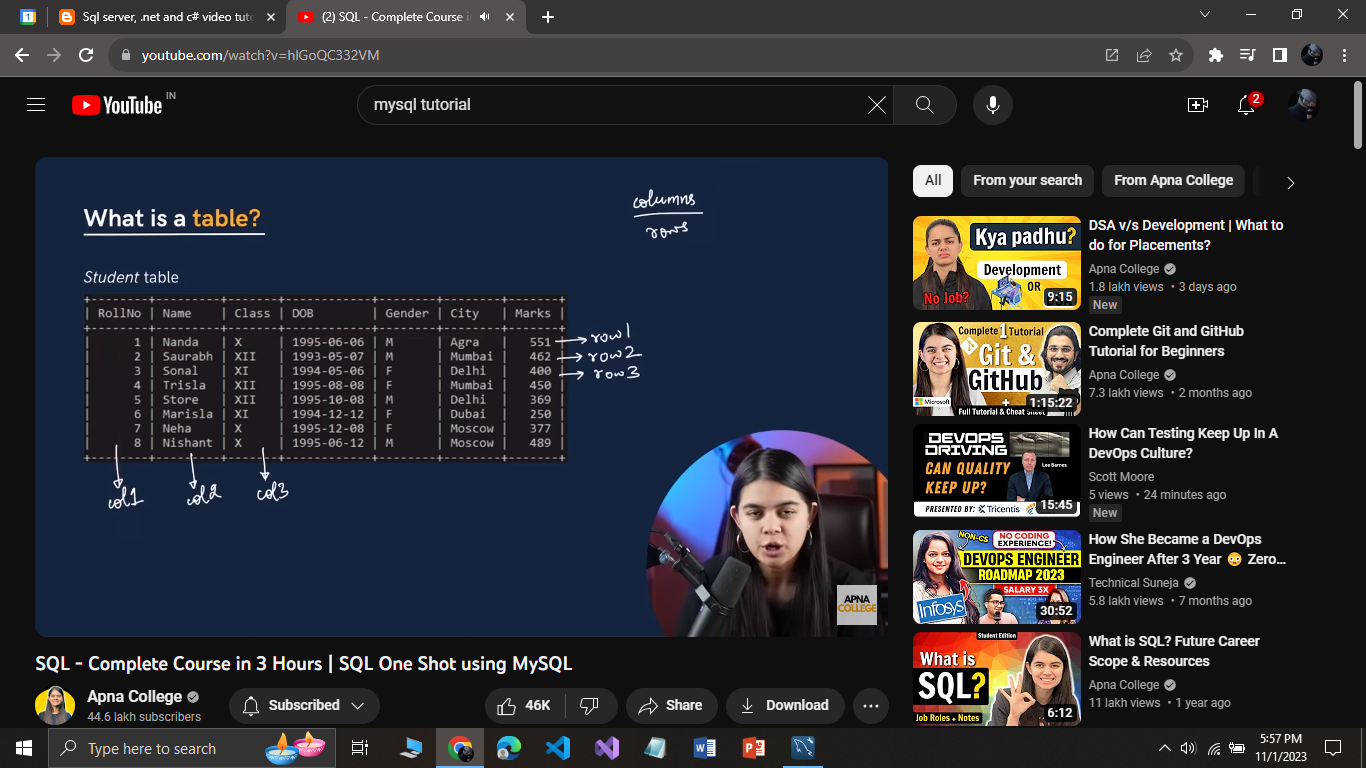 1
Sql server, .net and c# video tuto
(2) SQL - Complete Course i
youtube.com/watch?v=hlGoQC332VM
YouTube IN
mysql tutorial
2
What is a table?
columns
rows
Student table
+--------+---------+-------+------------+--------+--------+-------+
| RollNo | Name | Class | DOB | Gender | City | Marks |
+--------+---------+-------+------------+--------+--------+-------+
| 1 | Nanda | X | 1995-06-06 | M | Agra | 551 | → row1
| 2 | Saurabh | XII | 1993-05-07 | M | Mumbai | 462 | → row2
| 3 | Sonal | XI | 1994-05-06 | F | Delhi | 400 | → row3
| 4 | Trisla | XII | 1995-08-08 | F | Mumbai | 450 |
| 5 | Store | XII | 1995-10-08 | M | Delhi | 369 |
| 6 | Marisla | XI | 1994-12-12 | F | Dubai | 250 |
| 7 | Neha | X | 1995-12-08 | F | Moscow | 377 |
| 8 | Nishant | X | 1995-06-12 | M | Moscow | 489 |
+--------+---------+-------+------------+--------+--------+-------+
col1 col2 col3
APNA
COLLEGE
SQL - Complete Course in 3 Hours | SQL One Shot using MySQL
Apna College
44.6 lakh subscribers
Subscribed
46K
Share
Download
All From your search From Apna College
Kya padhu?
Development
OR
No Job?
9:15
DSA v/s Development | What to
do for Placements?
Apna College
1.8 lakh views • 3 days ago
New
Complete 1 Tutorial
Git &
GitHub
Microsoft
Full Tutorial & Cheat Sheet
1:15:22
Complete Git and GitHub
Tutorial for Beginners
Apna College
7.3 lakh views • 2 months ago
DEVOPS
DRIVING
CAN QUALITY
KEEP UP?
Lee Barnes
PRESENTED BY: Tricentis
15:45
How Can Testing Keep Up In A
DevOps Culture?
Scott Moore
5 views • 24 minutes ago
New
NON-CS
NO CODING
EXPERIENCE!
DEVOPS ENGINEER
ROADMAP 2023
SALARY 3X
Infosys
30:52
How She Became a DevOps
Engineer After 3 Year 😳 Zero...
Technical Suneja
5.8 lakh views • 7 months ago
Student Edition
What is
SQL?
Job Roles + Notes
6:12
What is SQL? Future Career
Scope & Resources
Apna College
11 lakh views • 1 year ago
Type here to search
5:57 PM
11/1/2023